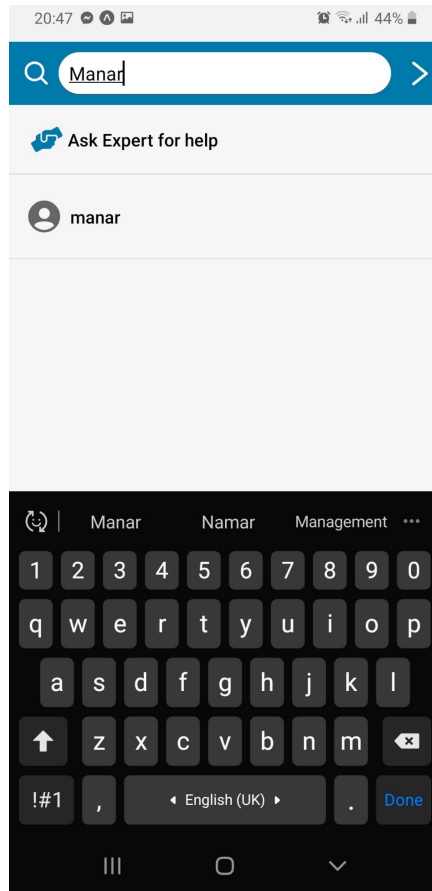 20:47 44%
Manar
Ask Expert for help
manar
Manar Namar Management
1 2 3 4 5 6 7 8 9 0
q w e r t y u i o p
a s d f g h j k l
z x c v b n m
!#1 , English (UK) . Done